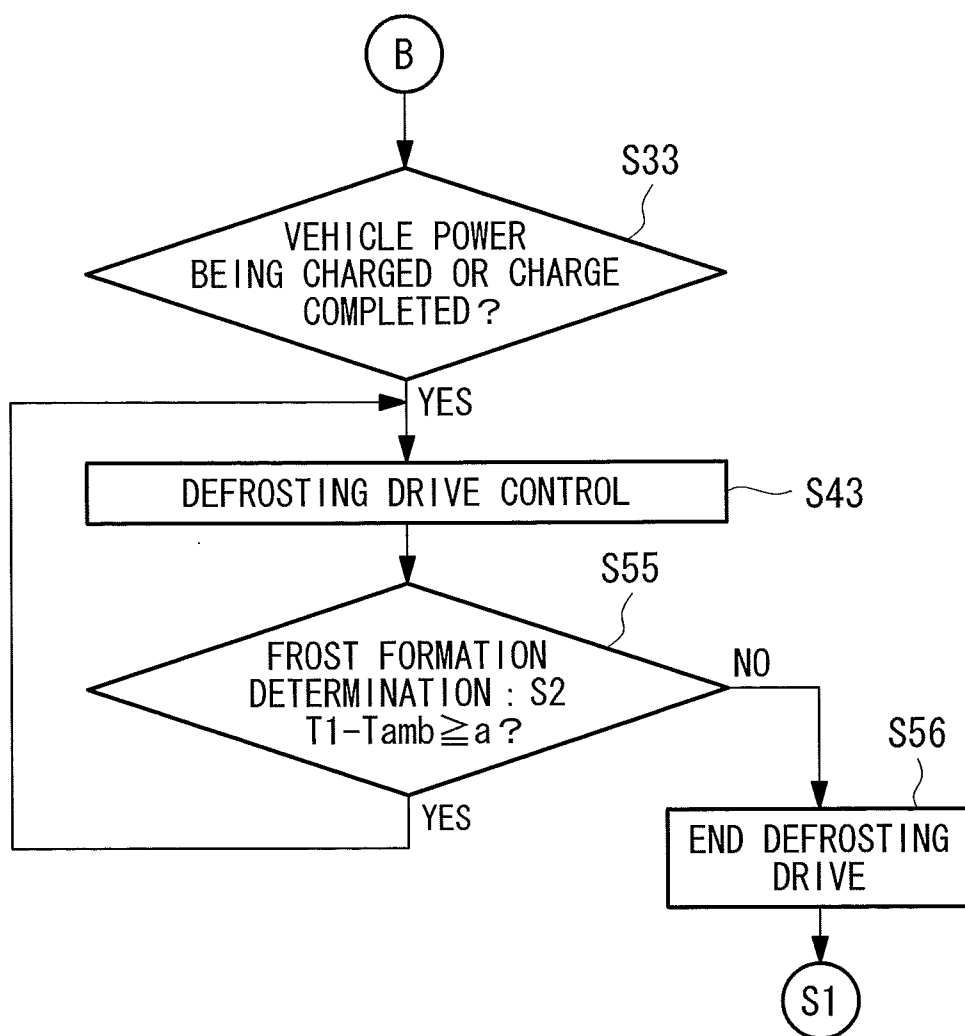 B
S33
VEHICLE POWER
BEING CHARGED OR CHARGE
COMPLETED?
YES
DEFROSTING DRIVE CONTROL
S43
S55
FROST FORMATION
DETERMINATION : S2
T1-Tamb≧a?
NO
YES
S56
END DEFROSTING
DRIVE
S1